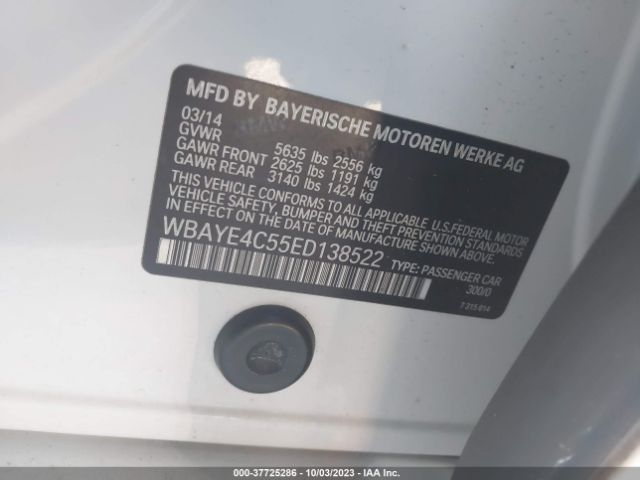 MFD BY BAYERISCHE MOTOREN WERKE AG
03/14
GVWR 5635 lbs 2556 kg
GAWR FRONT 2625 lbs 1191 kg
GAWR REAR 3140 lbs 1424 kg
THIS VEHICLE CONFORMS TO ALL APPLICABLE U.S.FEDERAL MOTOR
VEHICLE SAFETY, BUMPER AND THEFT PREVENTION STANDARDS
IN EFFECT ON THE DATE OF MANUFACTURE SHOWN ABOVE.
WBAYE4C55ED138522 TYPE: PASSENGER CAR
300/0
7 315 614
000-37725286 - 10/03/2023 - IAA Inc.